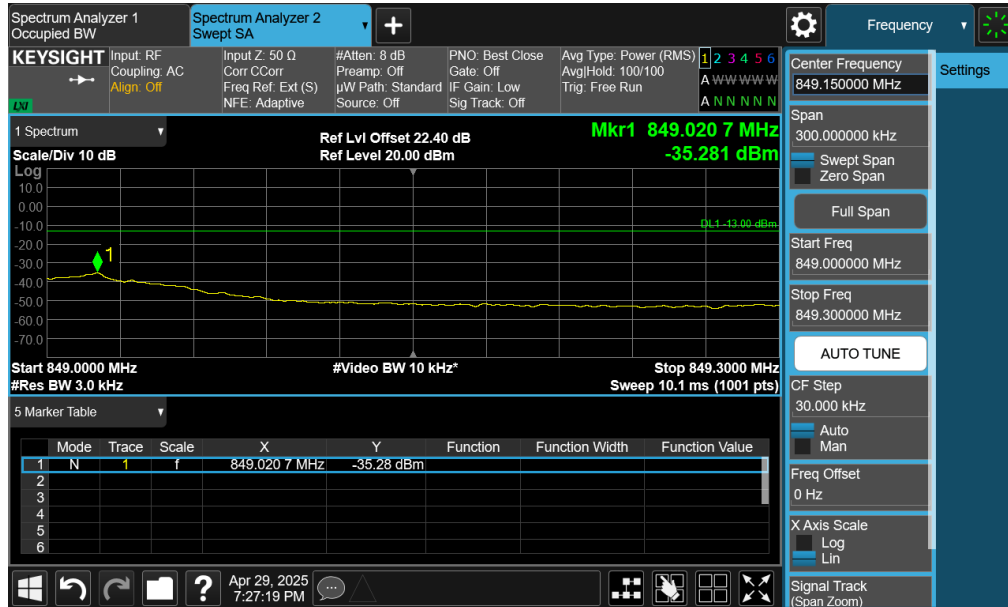 Spectrum Analyzer 1
Occupied BW
Spectrum Analyzer 2
Swept SA
▼
+
Frequency
▼
KEYSIGHT
LXI
Input: RF
Coupling: AC
Align: Off
Input Z: 50 Ω
Corr CCorr
Freq Ref: Ext (S)
NFE: Adaptive
#Atten: 8 dB
Preamp: Off
µW Path: Standard
Source: Off
PNO: Best Close
Gate: Off
IF Gain: Low
Sig Track: Off
Avg Type: Power (RMS)
Avg|Hold: 100/100
Trig: Free Run
1 2 3 4 5 6
A W W W W W
A N N N N N
1 Spectrum
▼
Scale/Div 10 dB
Ref Lvl Offset 22.40 dB
Ref Level 20.00 dBm
Mkr1 849.020 7 MHz
-35.281 dBm
Log
10.0
0.00
-10.0
-20.0
-30.0
-40.0
-50.0
-60.0
-70.0
DL1 -13.00 dBm
1
Start 849.0000 MHz
#Res BW 3.0 kHz
#Video BW 10 kHz*
Stop 849.3000 MHz
Sweep 10.1 ms (1001 pts)
5 Marker Table
▼
Mode Trace Scale X Y Function Function Width Function Value
1 N 1 f 849.020 7 MHz -35.28 dBm
2
3
4
5
6
Center Frequency
849.150000 MHz
Span
300.000000 kHz
Swept Span
Zero Span
Full Span
Start Freq
849.000000 MHz
Stop Freq
849.300000 MHz
AUTO TUNE
CF Step
30.000 kHz
Auto
Man
Freq Offset
0 Hz
X Axis Scale
Log
Lin
Signal Track
(Span Zoom)
Settings
?
Apr 29, 2025
7:27:19 PM